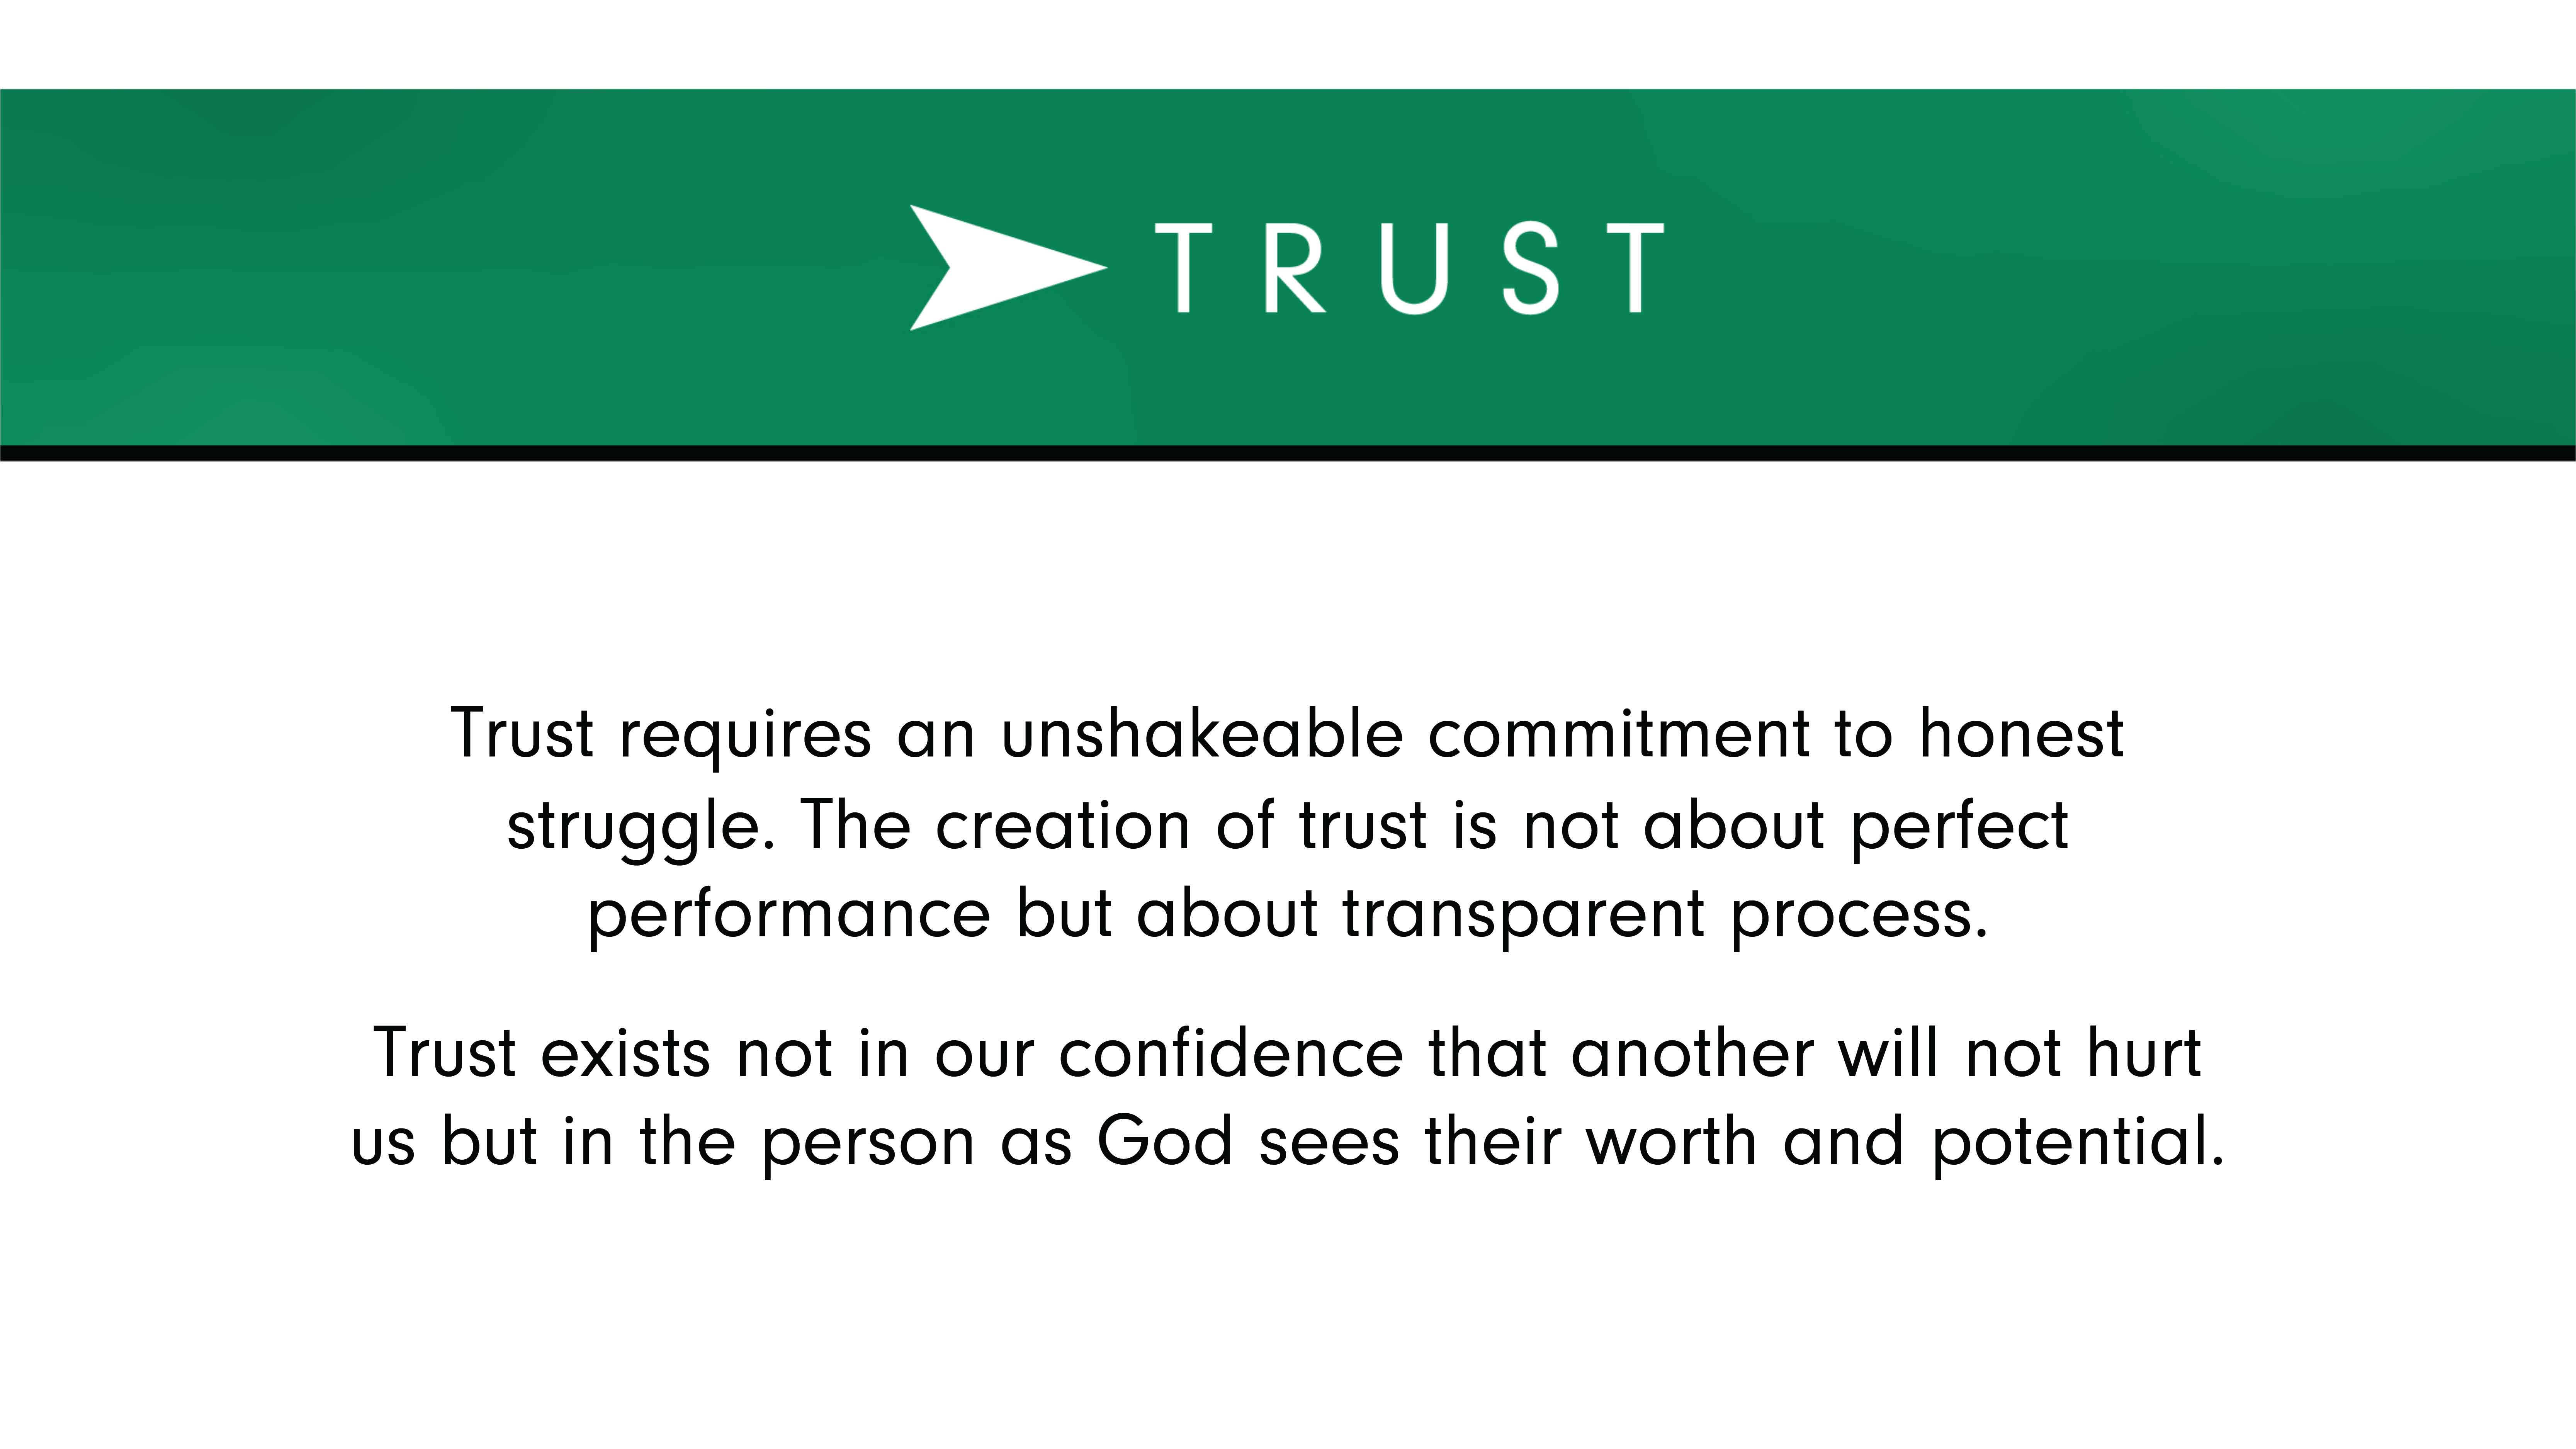 TRUST
Trust requires an unshakeable commitment to honest
struggle. The creation of trust is not about perfect
performance but about transparent process.
Trust exists not in our confidence that another will not hurt
us but in the person as God sees their worth and potential.